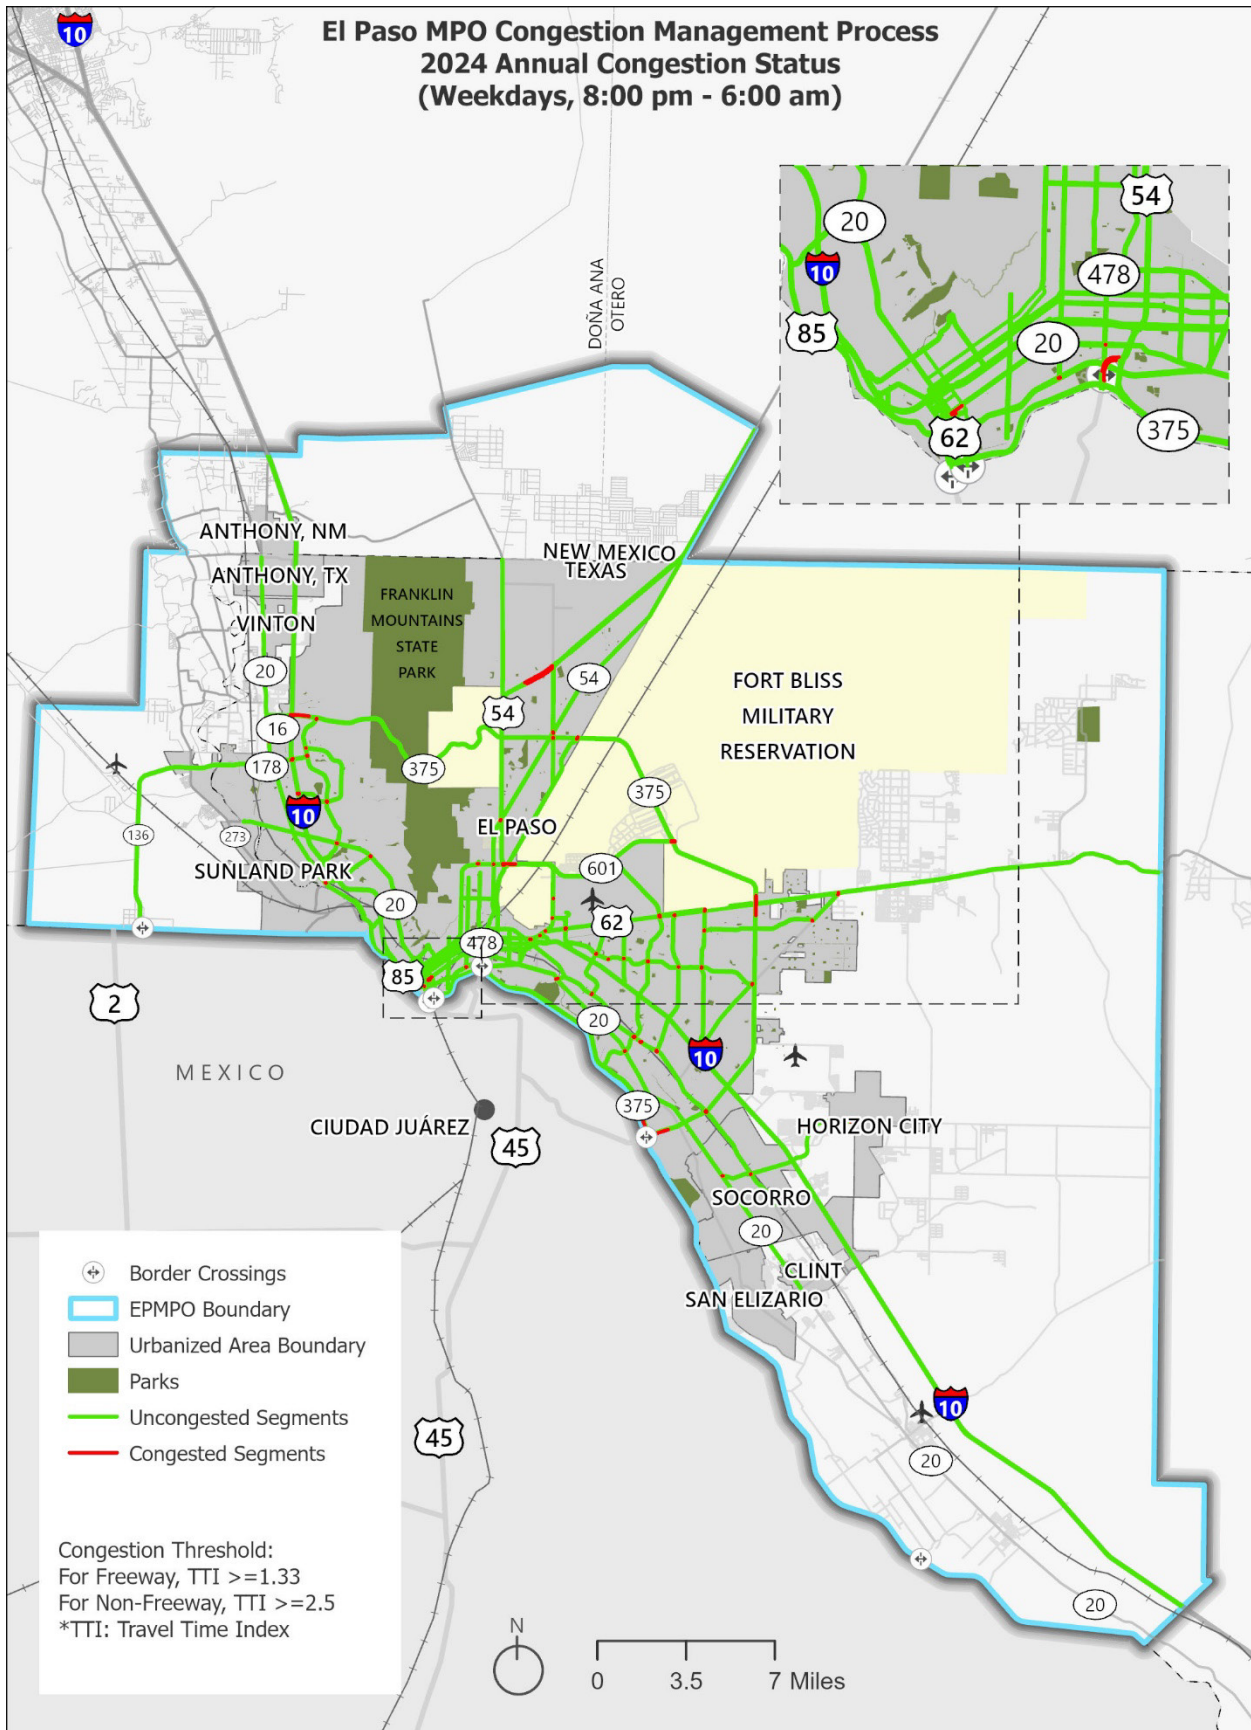 El Paso MPO Congestion Management Process
2024 Annual Congestion Status
(Weekdays, 8:00 pm - 6:00 am)
10
DOÑA ANA
OTERO
54
20
10
478
85
20
62
375
ANTHONY, NM
NEW MEXICO
TEXAS
ANTHONY, TX
FRANKLIN
MOUNTAINS
STATE
PARK
VINTON
20
54
FORT BLISS
MILITARY
RESERVATION
54
16
178
375
375
10
EL PASO
136
273
SUNLAND PARK
601
20
62
478
85
2
20
10
MEXICO
375
CIUDAD JUÁREZ
HORIZON CITY
45
SOCORRO
20
CLINT
SAN ELIZARIO
Border Crossings
EPMPO Boundary
Urbanized Area Boundary
Parks
Uncongested Segments
Congested Segments
10
45
20
Congestion Threshold:
For Freeway, TTI >=1.33
For Non-Freeway, TTI >=2.5
*TTI: Travel Time Index
20
N
0 3.5 7 Miles